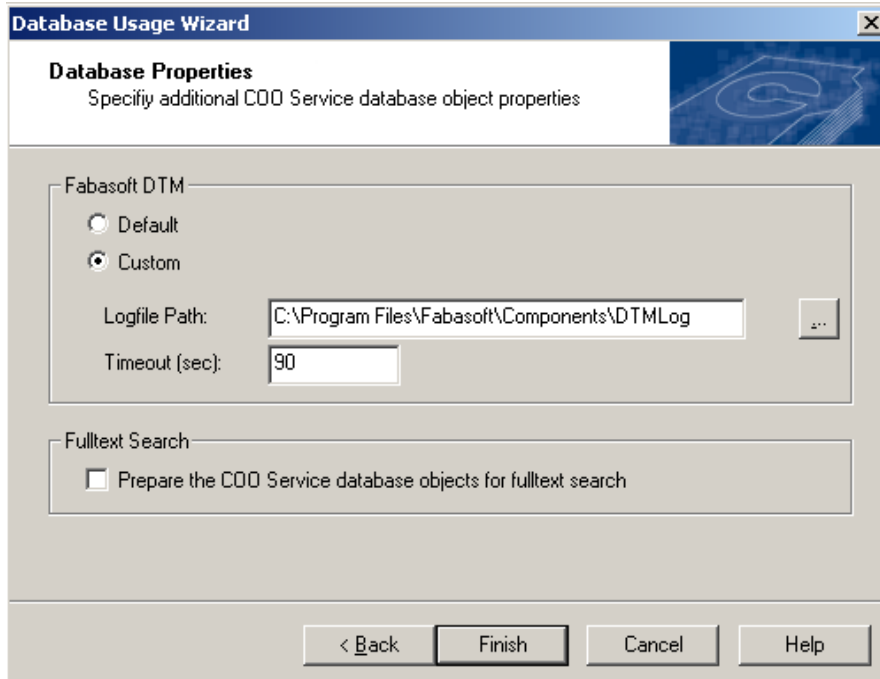 Database Usage Wizard
Database Properties
Specifiy additional COO Service database object properties
Fabasoft DTM
Default
Custom
Logfile Path: C:\Program Files\Fabasoft\Components\DTMLog ...
Timeout (sec): 90
Fulltext Search
Prepare the COO Service database objects for fulltext search
< Back Finish Cancel Help